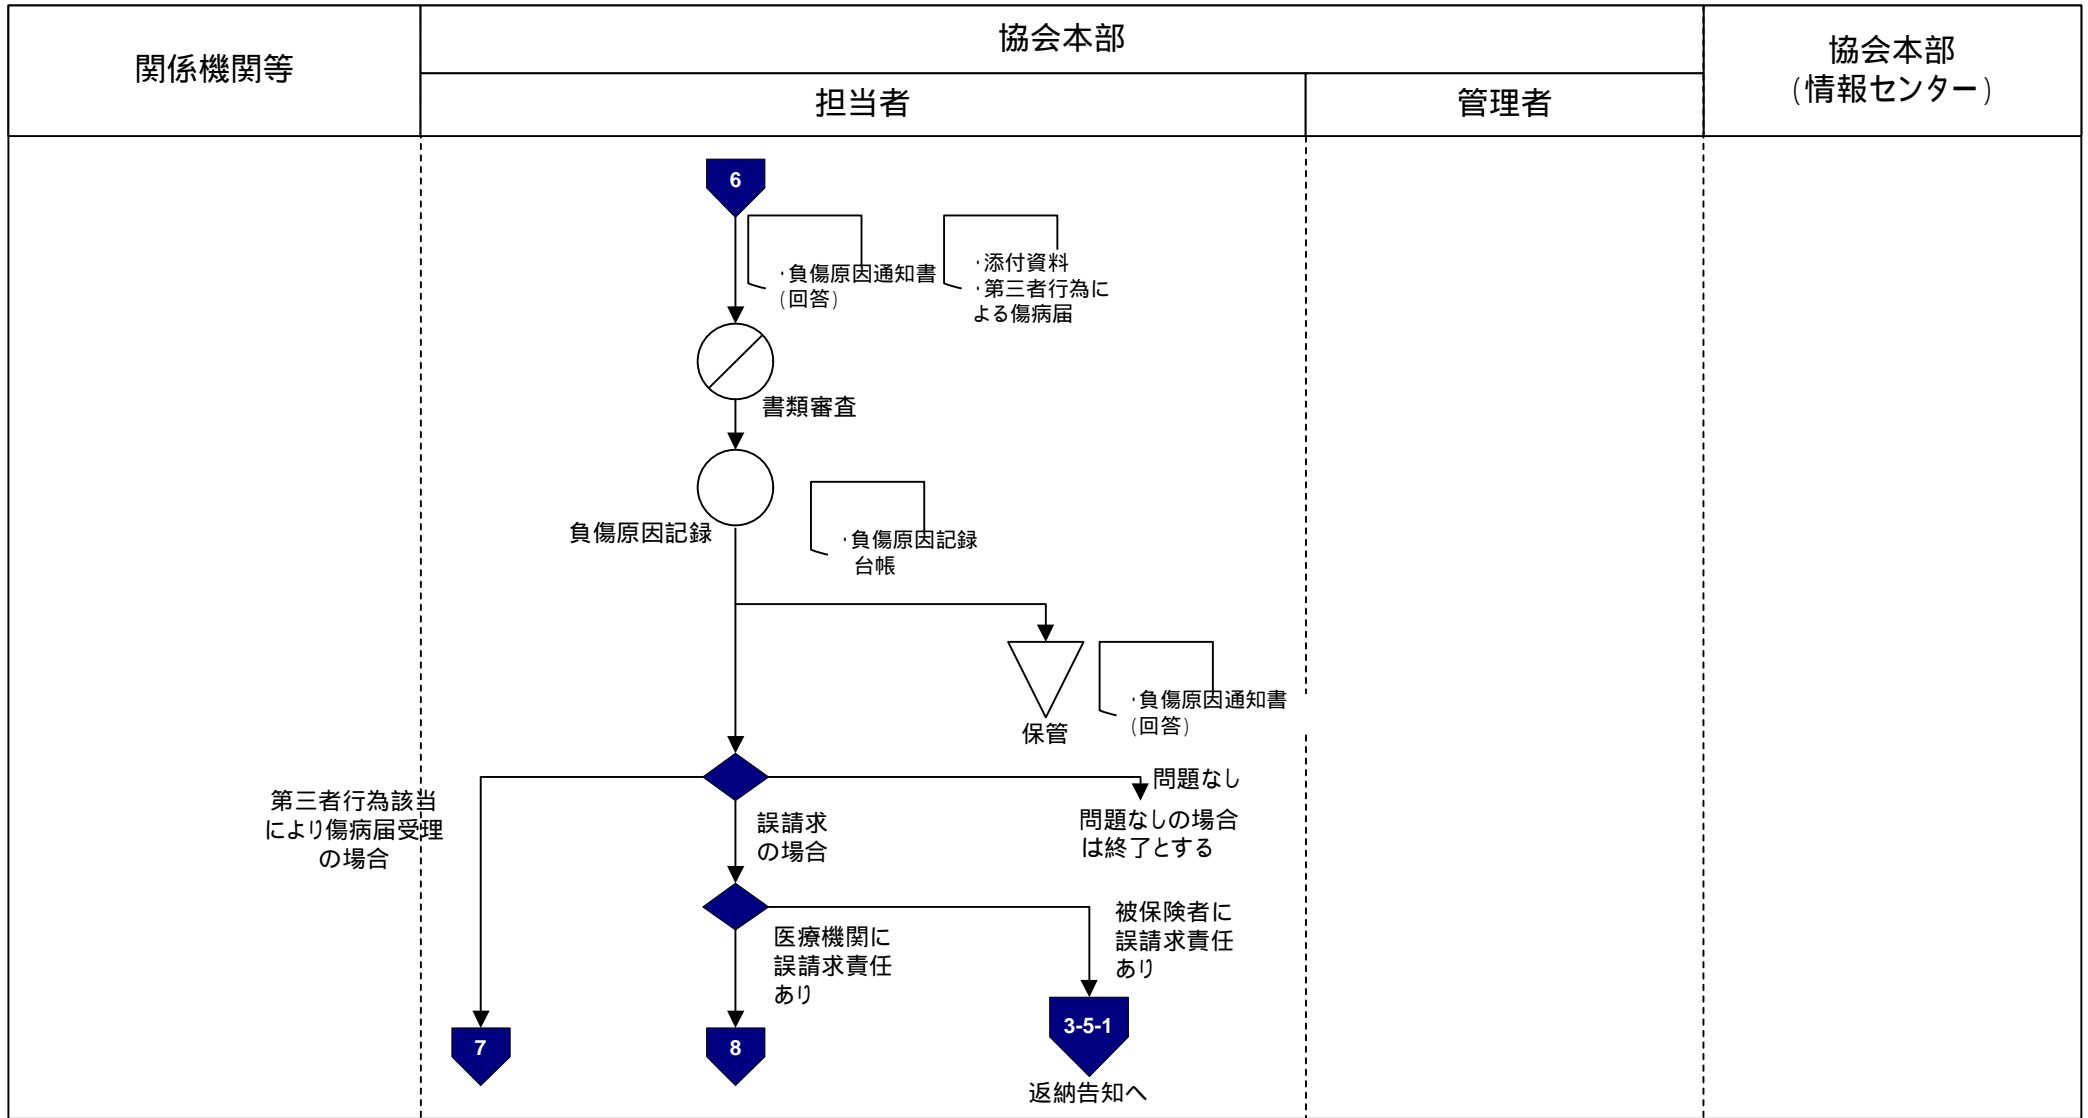 関係機関等
協会本部
担当者
管理者
協会本部
(情報センター)
6
・負傷原因通知書
(回答)
・添付資料
・第三者行為に
よる傷病届
書類審査
負傷原因記録
・負傷原因記録
台帳
保管
・負傷原因通知書
(回答)
第三者行為該当
により傷病届受理
の場合
誤請求
の場合
問題なし
問題なしの場合
は終了とする
医療機関に
誤請求責任
あり
被保険者に
誤請求責任
あり
7
8
3-5-1
返納告知へ